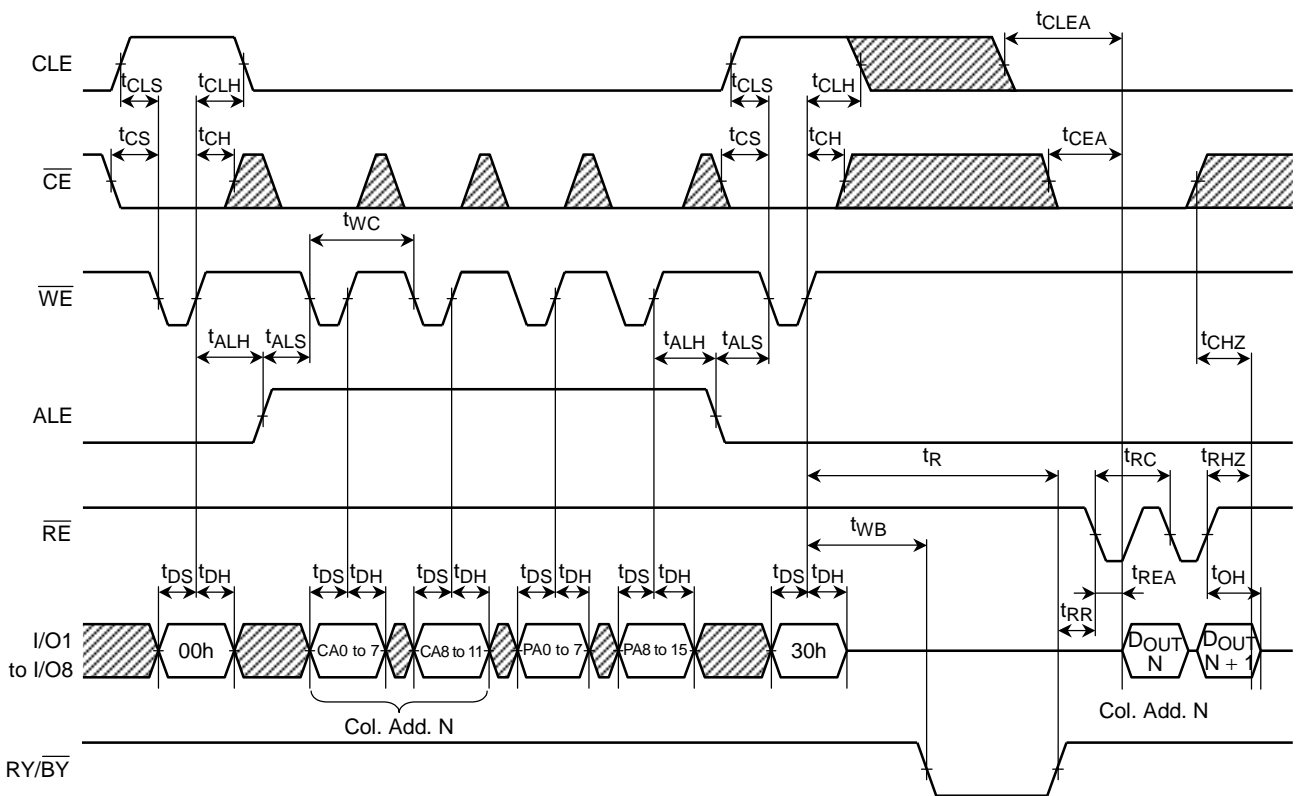 tCLEA
CLE
tCLS tCLH tCLS tCLH
tCS tCH tCS tCH tCEA
CE
tWC
WE
tALH tALS tALH tALS tCHZ
ALE
tR tRC tRHZ
RE
tWB
tDS tDH tDS tDH tDS tDH tDS tDH tDS tDH tDS tDH tREA tOH
tRR
I/O1
to I/O8
00h CA0 to 7 CA8 to 11 PA0 to 7 PA8 to 15 30h
DOUT
N
DOUT
N + 1
Col. Add. N Col. Add. N
RY/BY